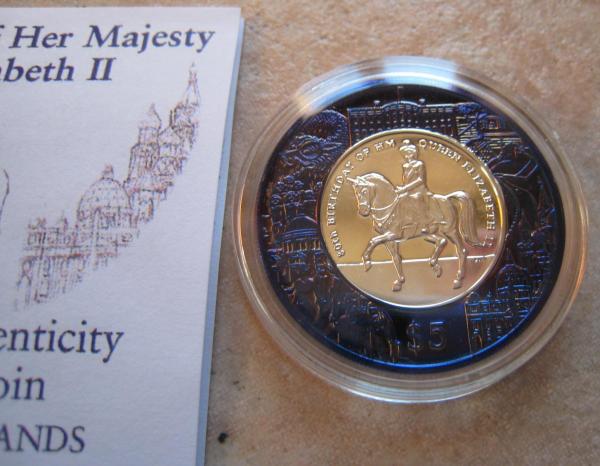 f Her Majesty
abeth II
enticity
oin
ANDS
80TH BIRTHDAY OF HM QUEEN ELIZABETH II
$5